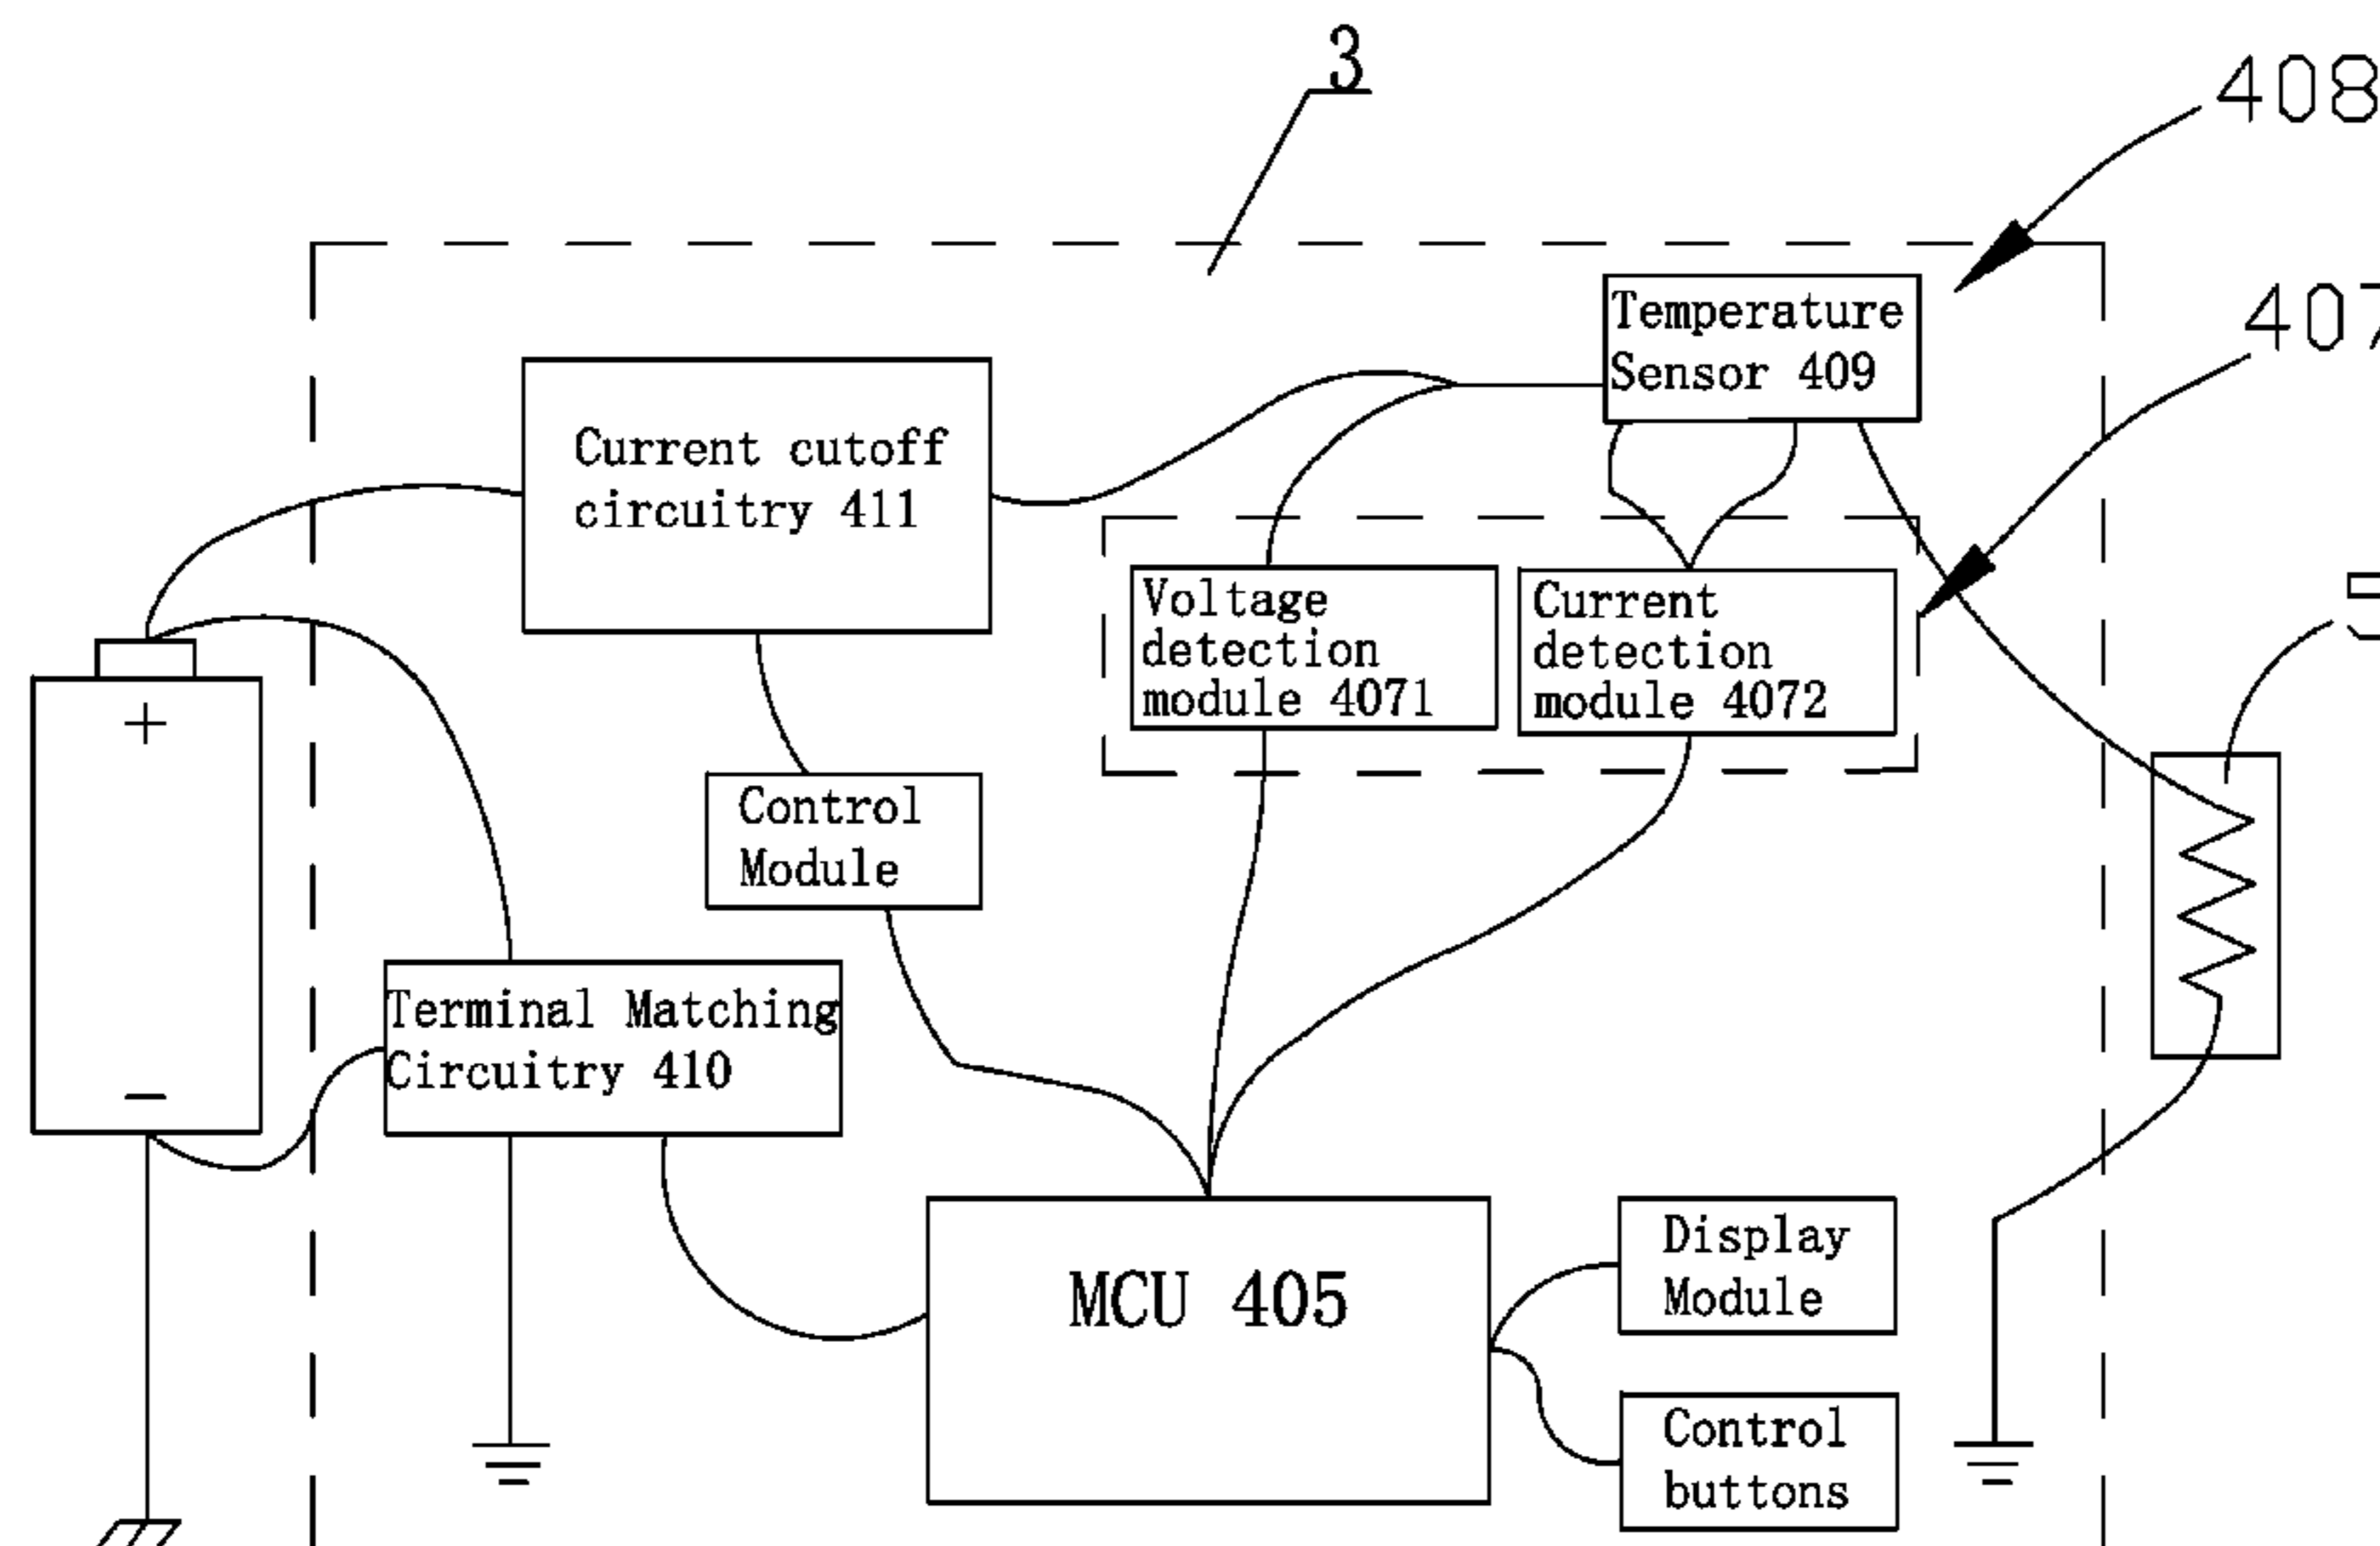 3
408
407
Temperature
Sensor 409
Current cutoff
circuitry 411
Voltage
detection
module 4071
Current
detection
module 4072
+
Control
Module
Terminal Matching
Circuitry 410
−
MCU 405
Display
Module
Control
buttons